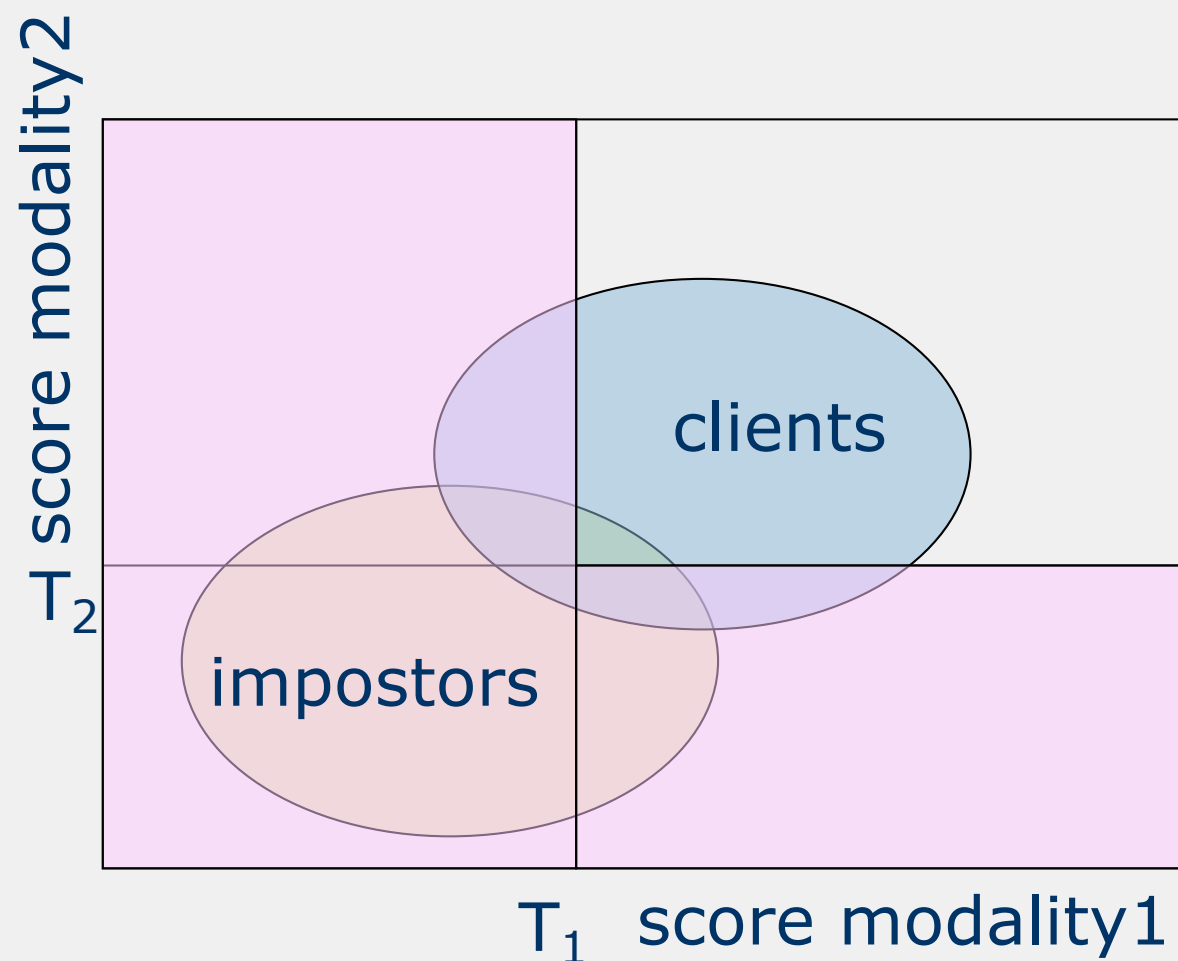 score modality2
clients
T₂
impostors
T₁ score modality1